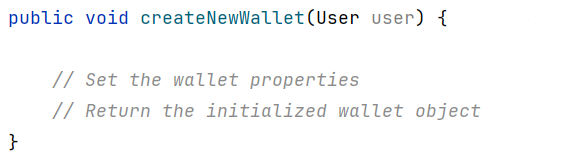 public void createNewWallet(User user) {
// Set the wallet properties
// Return the initialized wallet object
}